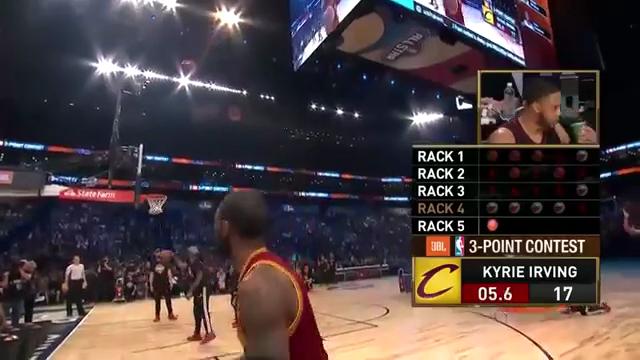 RACK 1
RACK 2
RACK 3
RACK 4
RACK 5
JBL 3-POINT CONTEST
C KYRIE IRVING
05.6 17
State Farm